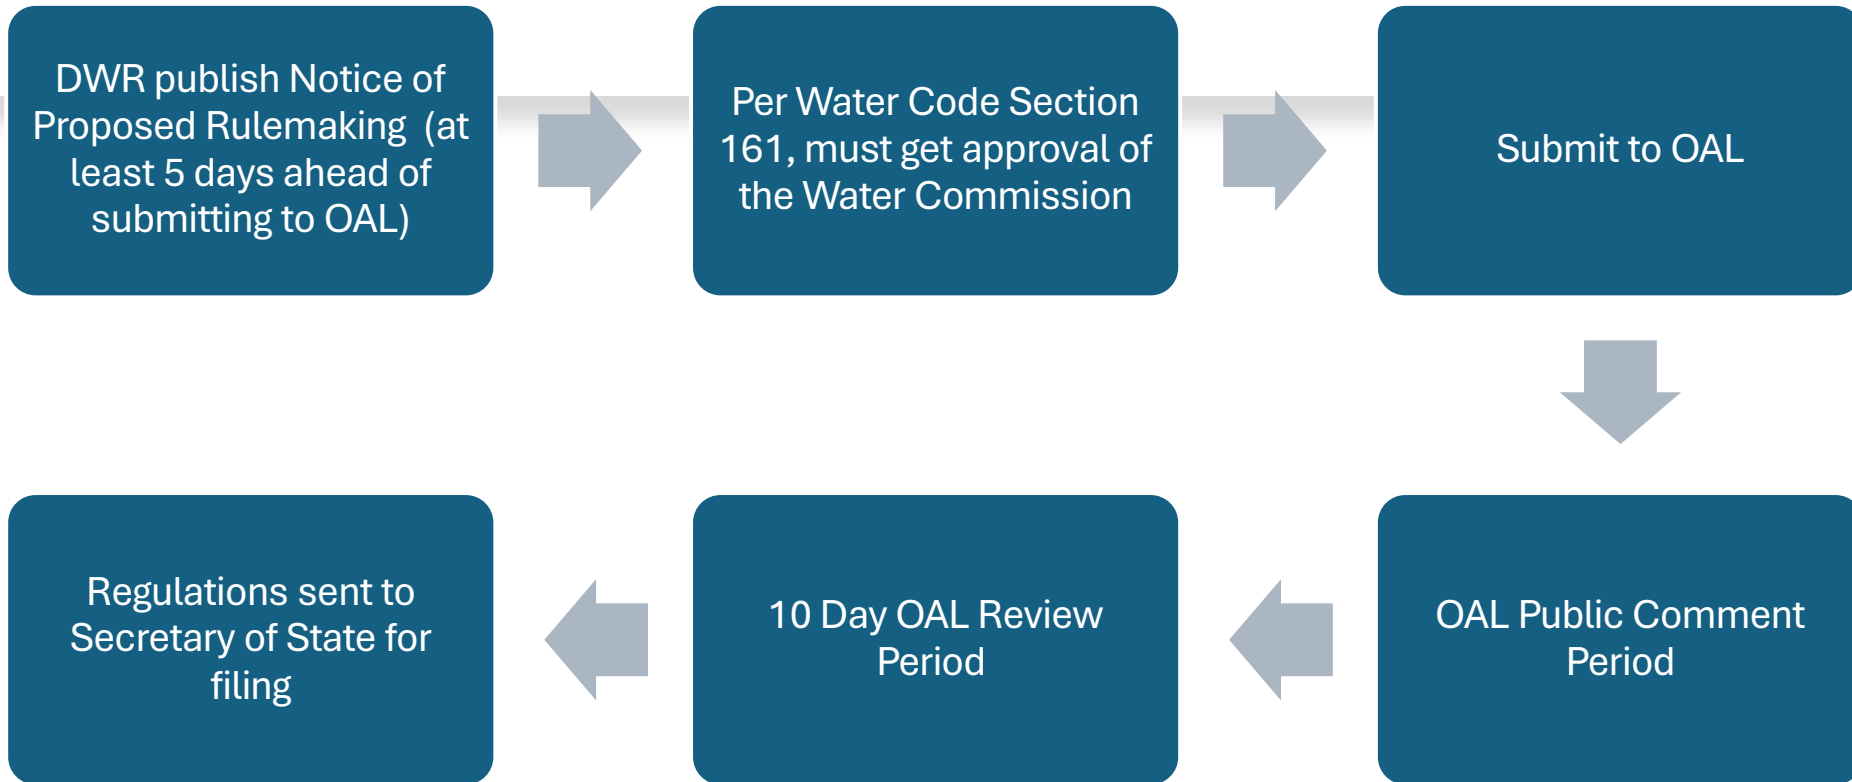 DWR publish Notice of
Proposed Rulemaking  (at
least 5 days ahead of
submitting to OAL)
Per Water Code Section
161, must get approval of
the Water Commission
Submit to OAL
OAL Public Comment
Period
10 Day OAL Review
Period
Regulations sent to
Secretary of State for
filing